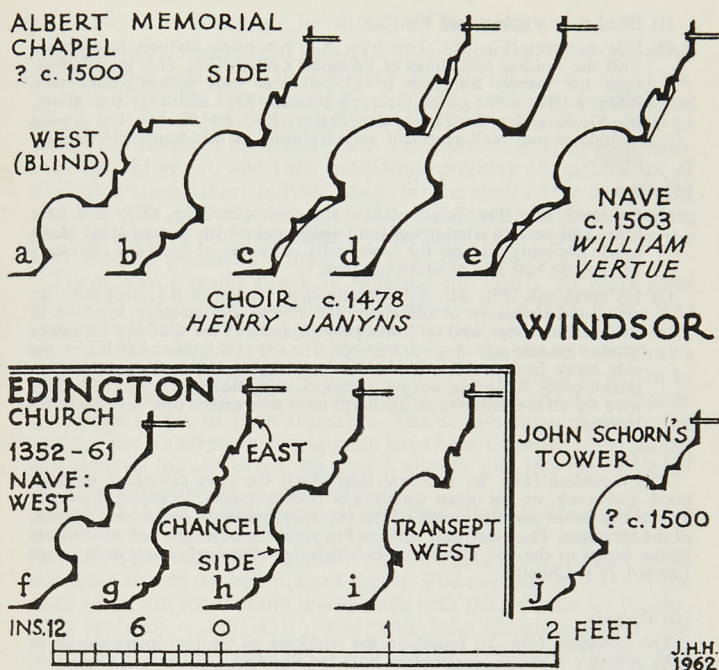 ALBERT MEMORIAL
CHAPEL
? c. 1500
SIDE
WEST
(BLIND)
a
b
c
d
e
NAVE
c. 1503
WILLIAM
VERTUE
CHOIR c. 1478
HENRY JANYNS
WINDSOR
EDINGTON
CHURCH
1352-61
NAVE
WEST
EAST
CHANCEL
SIDE
TRANSEPT
WEST
JOHN SCHORN'S
TOWER
? c. 1500
f
g
h
i
j
INS. 12 6 0 1 2 FEET
J.H.H.
1962